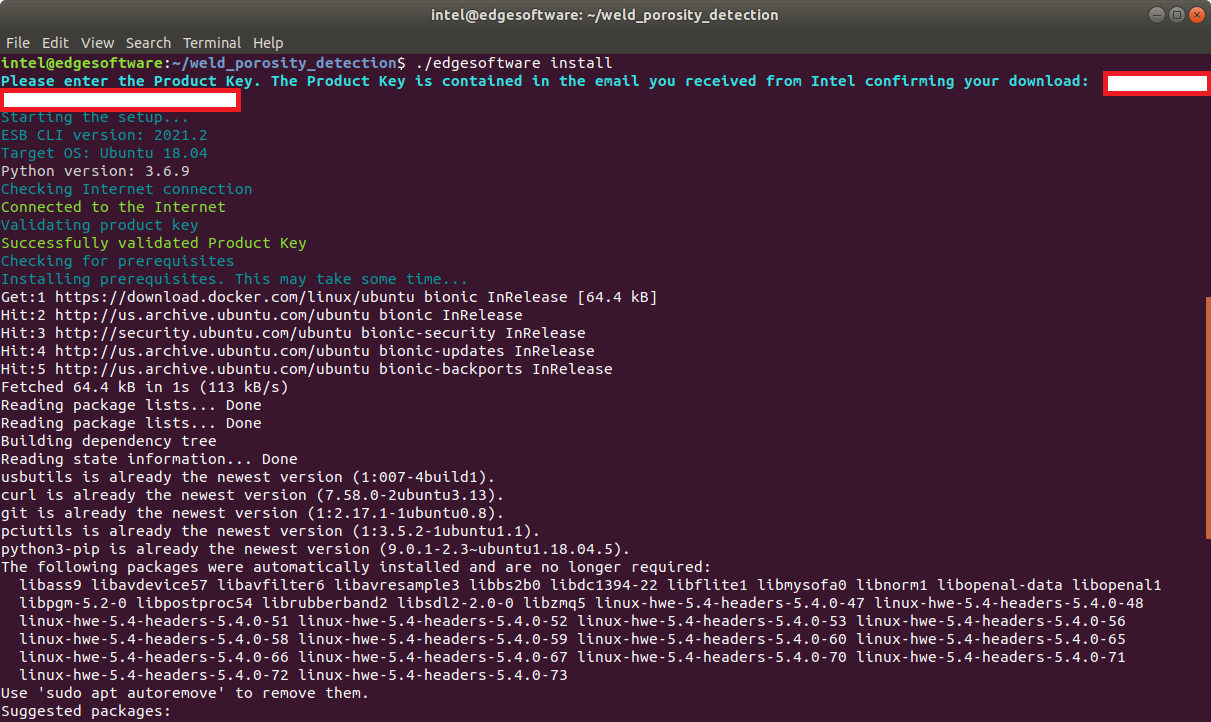 intel@edgesoftware: ~/weld_porosity_detection
File Edit View Search Terminal Help
intel@edgesoftware:~/weld_porosity_detection$ ./edgesoftware install
Please enter the Product Key. The Product Key is contained in the email you received from Intel confirming your download:
Starting the setup...
ESB CLI version: 2021.2
Target OS: Ubuntu 18.04
Python version: 3.6.9
Checking Internet connection
Connected to the Internet
Validating product key
Successfully validated Product Key
Checking for prerequisites
Installing prerequisites. This may take some time...
Get:1 https://download.docker.com/linux/ubuntu bionic InRelease [64.4 kB]
Hit:2 http://us.archive.ubuntu.com/ubuntu bionic InRelease
Hit:3 http://security.ubuntu.com/ubuntu bionic-security InRelease
Hit:4 http://us.archive.ubuntu.com/ubuntu bionic-updates InRelease
Hit:5 http://us.archive.ubuntu.com/ubuntu bionic-backports InRelease
Fetched 64.4 kB in 1s (113 kB/s)
Reading package lists... Done
Reading package lists... Done
Building dependency tree
Reading state information... Done
usbutils is already the newest version (1:007-4build1).
curl is already the newest version (7.58.0-2ubuntu3.13).
git is already the newest version (1:2.17.1-1ubuntu0.8).
pciutils is already the newest version (1:3.5.2-1ubuntu1.1).
python3-pip is already the newest version (9.0.1-2.3~ubuntu1.18.04.5).
The following packages were automatically installed and are no longer required:
libass9 libavdevice57 libavfilter6 libavresample3 libbs2b0 libdc1394-22 libflite1 libmysofa0 libnorm1 libopenal-data libopenal1
libpgm-5.2-0 libpostproc54 librubberband2 libsdl2-2.0-0 libzmq5 linux-hwe-5.4-headers-5.4.0-47 linux-hwe-5.4-headers-5.4.0-48
linux-hwe-5.4-headers-5.4.0-51 linux-hwe-5.4-headers-5.4.0-52 linux-hwe-5.4-headers-5.4.0-53 linux-hwe-5.4-headers-5.4.0-56
linux-hwe-5.4-headers-5.4.0-58 linux-hwe-5.4-headers-5.4.0-59 linux-hwe-5.4-headers-5.4.0-60 linux-hwe-5.4-headers-5.4.0-65
linux-hwe-5.4-headers-5.4.0-66 linux-hwe-5.4-headers-5.4.0-67 linux-hwe-5.4-headers-5.4.0-70 linux-hwe-5.4-headers-5.4.0-71
linux-hwe-5.4-headers-5.4.0-72 linux-hwe-5.4-headers-5.4.0-73
Use 'sudo apt autoremove' to remove them.
Suggested packages: